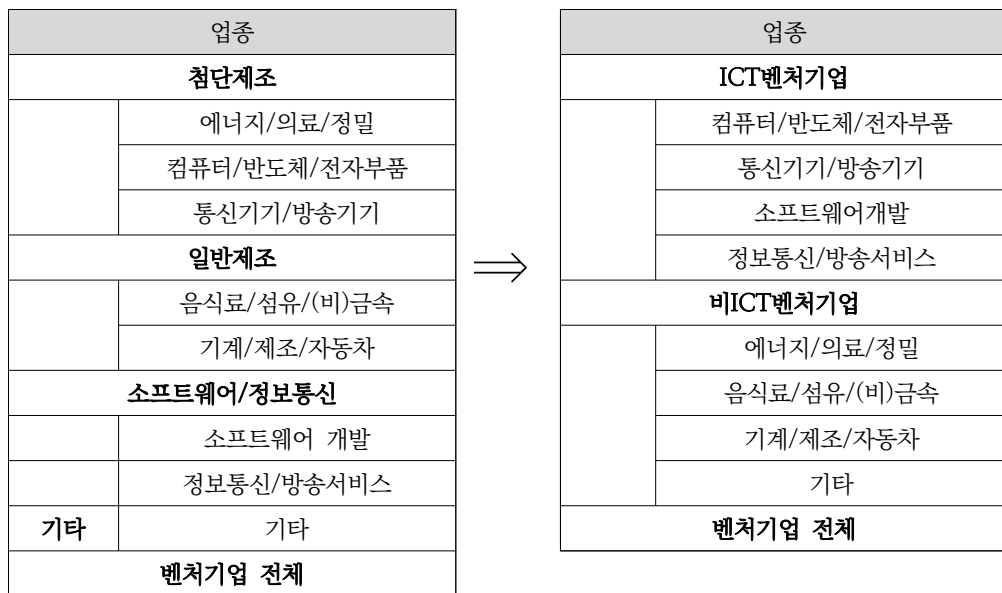 업종
첨단제조
에너지/의료/정밀
컴퓨터/반도체/전자부품
통신기기/방송기기
일반제조
음식료/섬유/(비)금속
기계/제조/자동차
소프트웨어/정보통신
소프트웨어 개발
정보통신/방송서비스
기타 기타
벤처기업 전체
⇒
업종
ICT벤처기업
컴퓨터/반도체/전자부품
통신기기/방송기기
소프트웨어개발
정보통신/방송서비스
비ICT벤처기업
에너지/의료/정밀
음식료/섬유/(비)금속
기계/제조/자동차
기타
벤처기업 전체